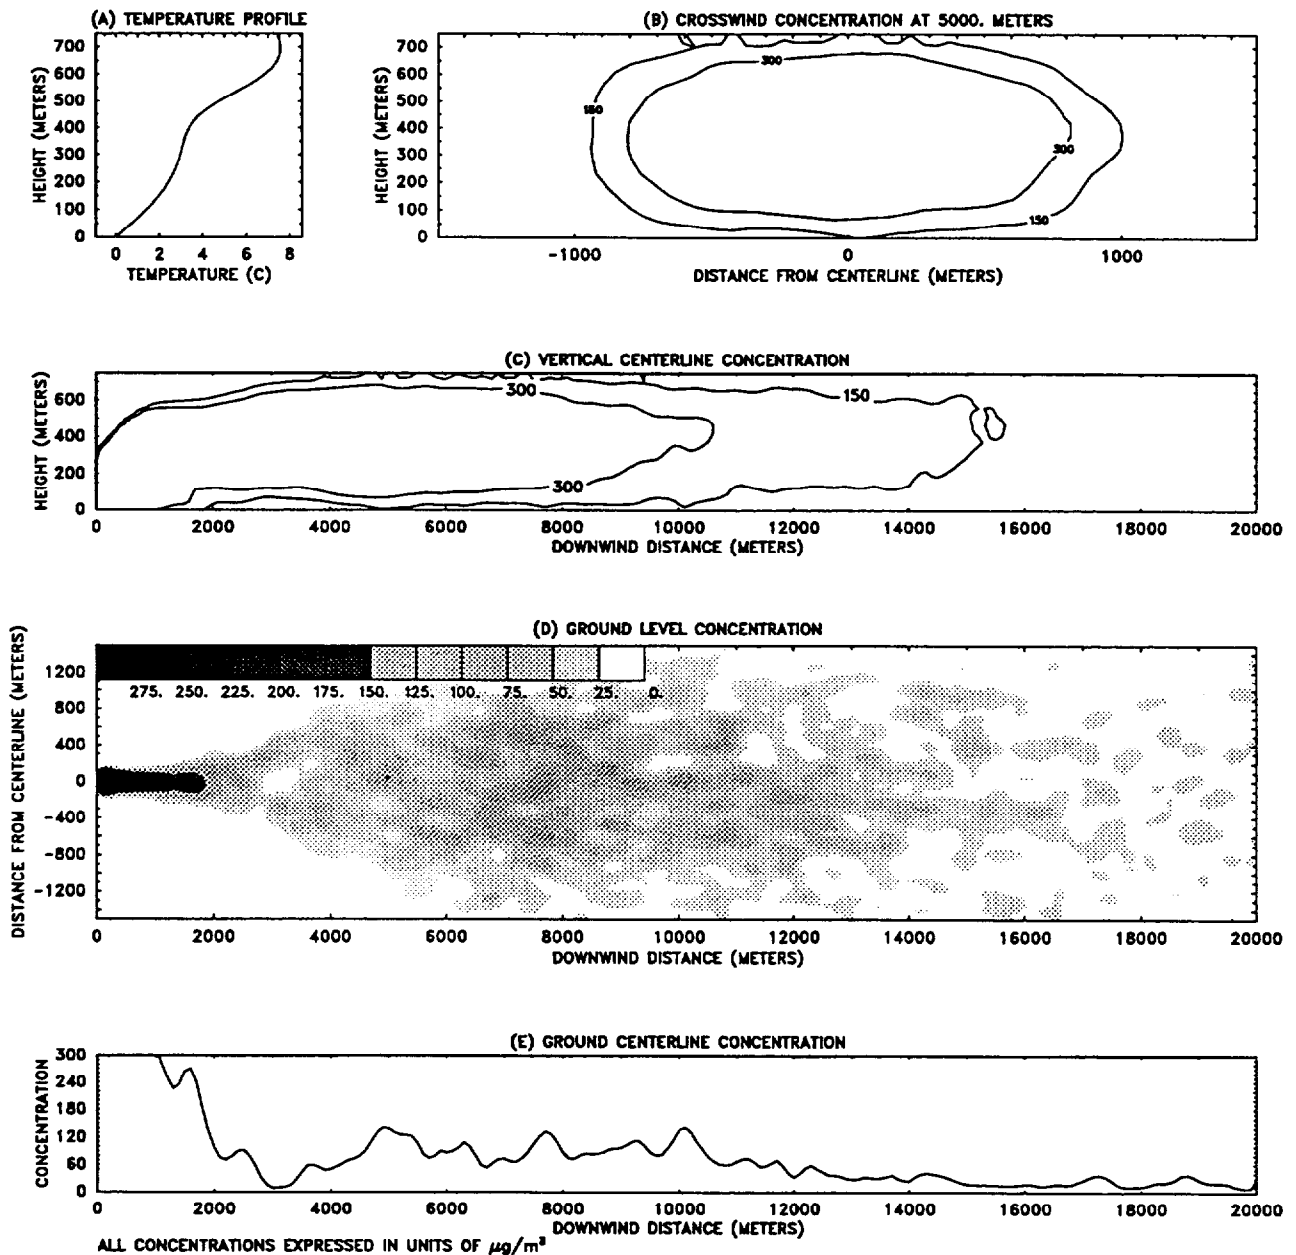 (A) TEMPERATURE PROFILE
(B) CROSSWIND CONCENTRATION AT 5000. METERS
HEIGHT (METERS)
700
600
500
400
300
200
100
0
0 2 4 6 8
TEMPERATURE (C)
HEIGHT (METERS)
700
600
500
400
300
200
100
0
300
150
300
150
-1000 0 1000
DISTANCE FROM CENTERLINE (METERS)
(C) VERTICAL CENTERLINE CONCENTRATION
HEIGHT (METERS)
600
400
200
0
300
150
300
0 2000 4000 6000 8000 10000 12000 14000 16000 18000 20000
DOWNWIND DISTANCE (METERS)
(D) GROUND LEVEL CONCENTRATION
DISTANCE FROM CENTERLINE (METERS)
1200
800
400
0
-400
-800
-1200
275. 250. 225. 200. 175. 150. 125. 100. 75. 50. 25. 0.
0 2000 4000 6000 8000 10000 12000 14000 16000 18000 20000
DOWNWIND DISTANCE (METERS)
(E) GROUND CENTERLINE CONCENTRATION
CONCENTRATION
300
240
180
120
60
0
0 2000 4000 6000 8000 10000 12000 14000 16000 18000 20000
DOWNWIND DISTANCE (METERS)
ALL CONCENTRATIONS EXPRESSED IN UNITS OF μg/m³